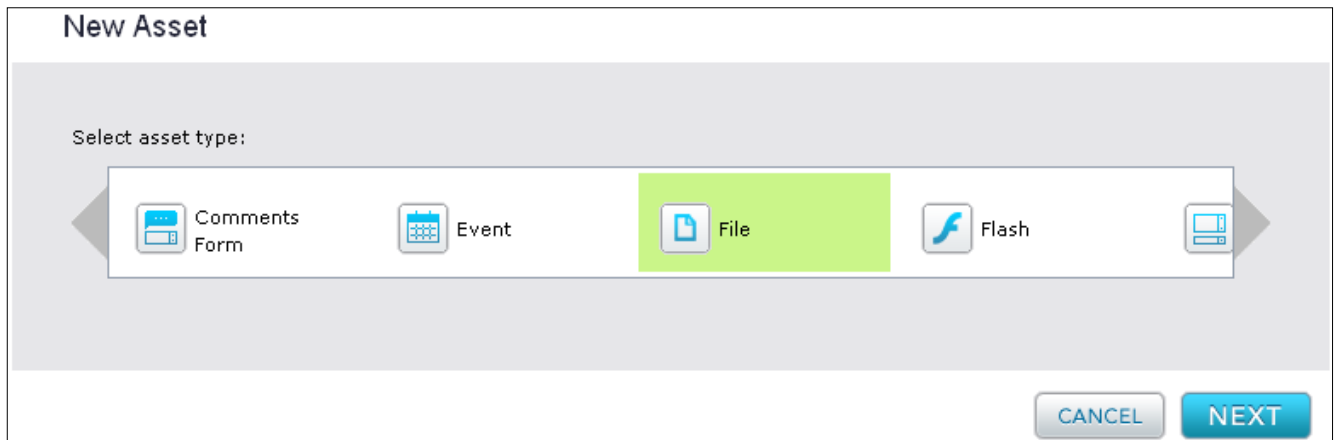 New Asset
Select asset type:
Comments
Form
Event
File
Flash
CANCEL
NEXT